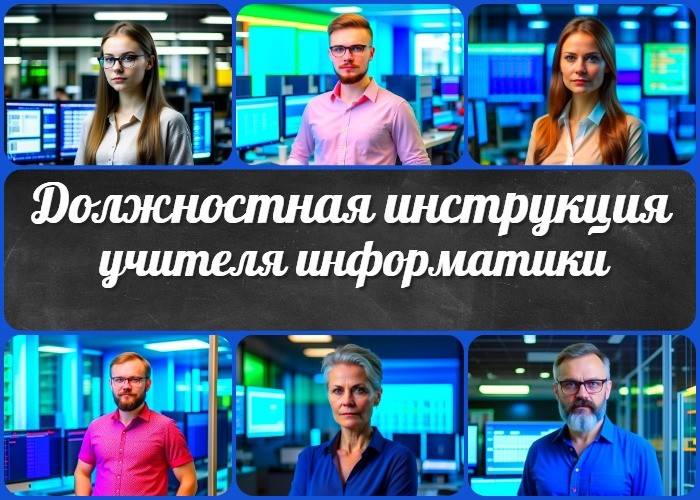 Должностная инструкция
учителя информатики